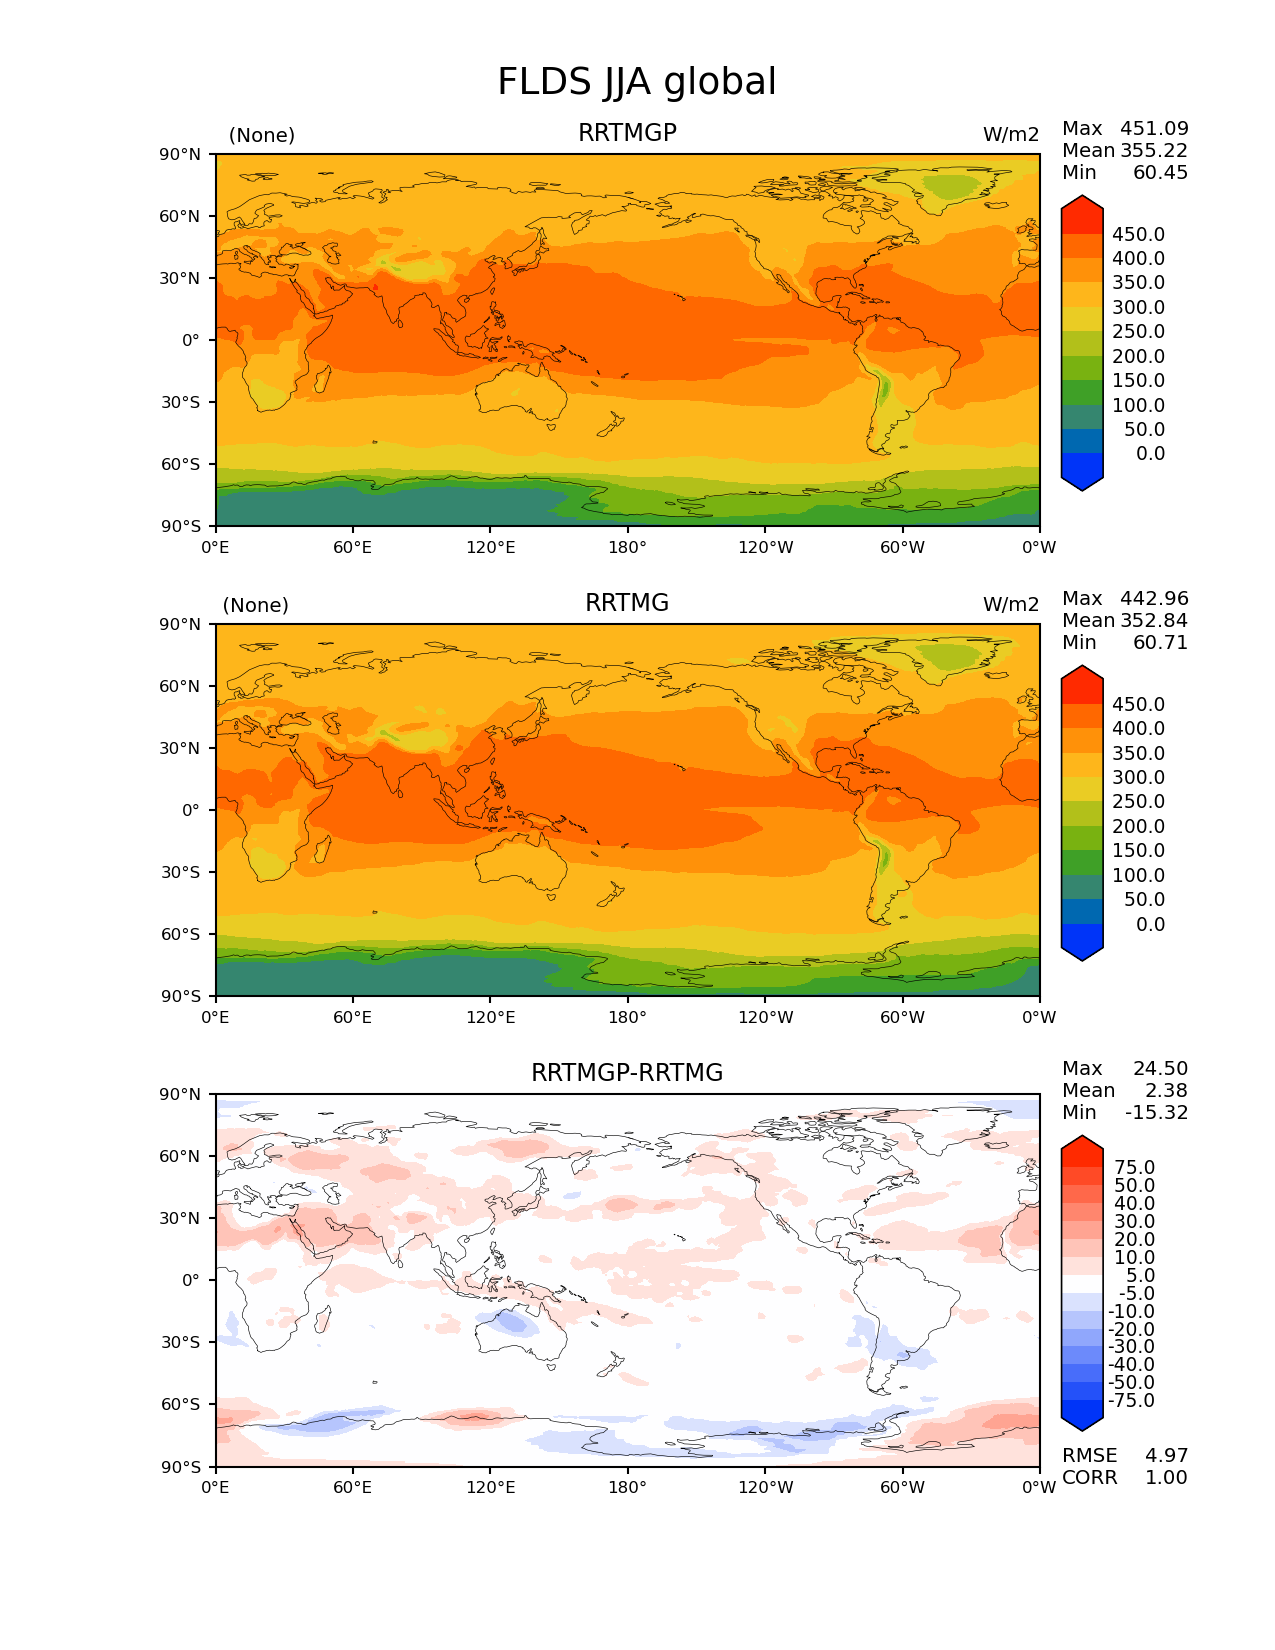 FLDS JJA global
(None) RRTMGP W/m2
Max 451.09
Mean 355.22
Min 60.45
90°N
60°N
30°N
0°
30°S
60°S
90°S
0°E 60°E 120°E 180° 120°W 60°W 0°W
450.0
400.0
350.0
300.0
250.0
200.0
150.0
100.0
50.0
0.0
(None) RRTMG W/m2
Max 442.96
Mean 352.84
Min 60.71
90°N
60°N
30°N
0°
30°S
60°S
90°S
0°E 60°E 120°E 180° 120°W 60°W 0°W
450.0
400.0
350.0
300.0
250.0
200.0
150.0
100.0
50.0
0.0
RRTMGP-RRTMG
Max 24.50
Mean 2.38
Min -15.32
90°N
60°N
30°N
0°
30°S
60°S
90°S
0°E 60°E 120°E 180° 120°W 60°W 0°W
75.0
50.0
40.0
30.0
20.0
10.0
5.0
-5.0
-10.0
-20.0
-30.0
-40.0
-50.0
-75.0
RMSE 4.97
CORR 1.00